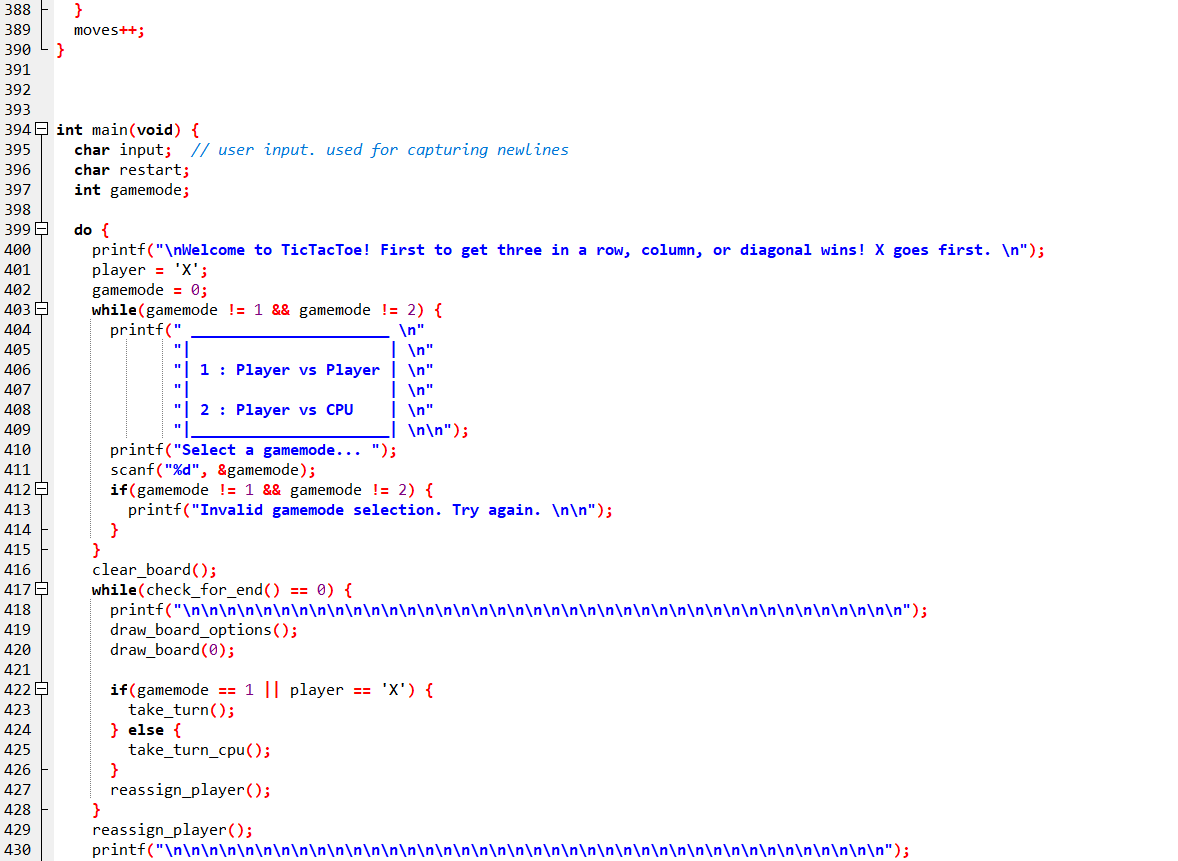 388   }
389   moves++;
390 }
391
392
393
394 int main(void) {
395   char input;  // user input. used for capturing newlines
396   char restart;
397   int gamemode;
398
399   do {
400     printf("\nWelcome to TicTacToe! First to get three in a row, column, or diagonal wins! X goes first. \n");
401     player = 'X';
402     gamemode = 0;
403     while(gamemode != 1 && gamemode != 2) {
404       printf(" ______________________ \n"
405              "|                      | \n"
406              "| 1 : Player vs Player | \n"
407              "|                      | \n"
408              "| 2 : Player vs CPU    | \n"
409              "|______________________| \n\n");
410       printf("Select a gamemode... ");
411       scanf("%d", &gamemode);
412       if(gamemode != 1 && gamemode != 2) {
413         printf("Invalid gamemode selection. Try again. \n\n");
414       }
415     }
416     clear_board();
417     while(check_for_end() == 0) {
418       printf("\n\n\n\n\n\n\n\n\n\n\n\n\n\n\n\n\n\n\n\n\n\n\n\n\n\n\n\n\n\n\n\n\n\n\n\n\n\n\n\n");
419       draw_board_options();
420       draw_board(0);
421
422       if(gamemode == 1 || player == 'X') {
423         take_turn();
424       } else {
425         take_turn_cpu();
426       }
427       reassign_player();
428     }
429     reassign_player();
430     printf("\n\n\n\n\n\n\n\n\n\n\n\n\n\n\n\n\n\n\n\n\n\n\n\n\n\n\n\n\n\n\n\n\n\n\n\n\n\n\n\n");